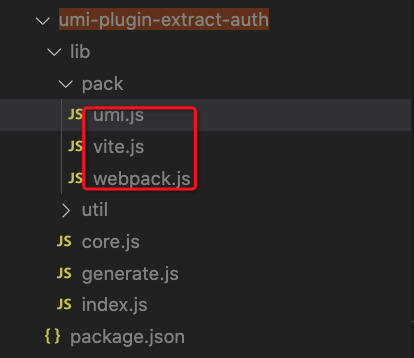 umi-plugin-extract-auth
lib
pack
JS umi.js
JS vite.js
JS webpack.js
util
JS core.js
JS generate.js
JS index.js
{} package.json